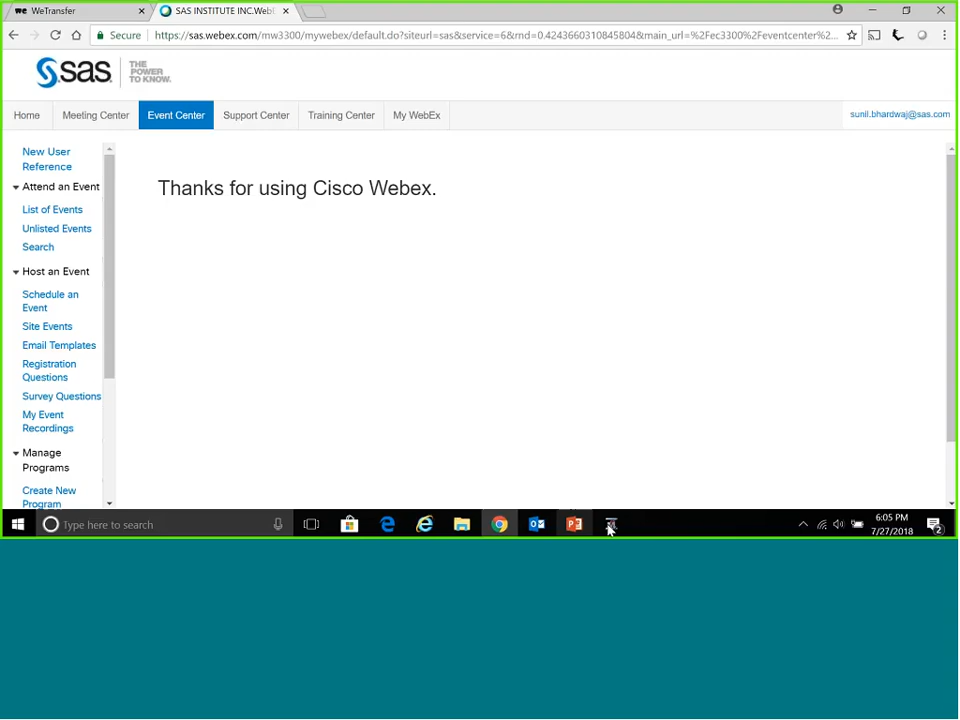 WeTransfer
SAS INSTITUTE INC.WebE
Secure
https://sas.webex.com/mw3300/mywebex/default.do?siteurl=sas&service=6&rnd=0.4243660310845804&main_url=%2Fec3300%2Feventcenter%2...
sas
THE
POWER
TO KNOW.
Home
Meeting Center
Event Center
Support Center
Training Center
My WebEx
sunil.bhardwaj@sas.com
New User
Reference
Attend an Event
List of Events
Unlisted Events
Search
Host an Event
Schedule an
Event
Site Events
Email Templates
Registration
Questions
Survey Questions
My Event
Recordings
Manage
Programs
Create New
Program
Thanks for using Cisco Webex.
Type here to search
6:05 PM
7/27/2018
2